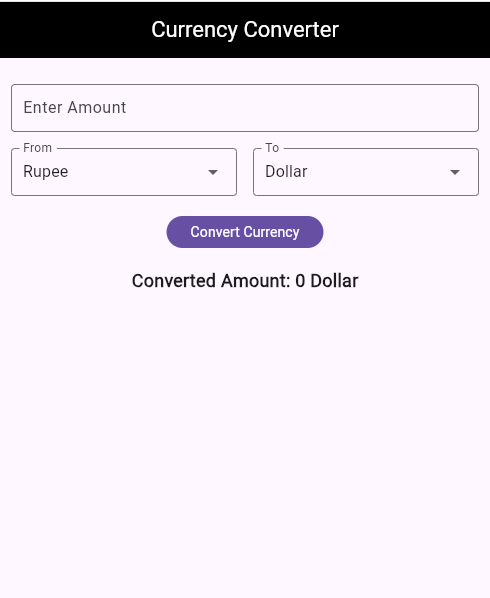 Currency Converter
Enter Amount
From
To
Rupee
Dollar
Convert Currency
Converted Amount: 0 Dollar